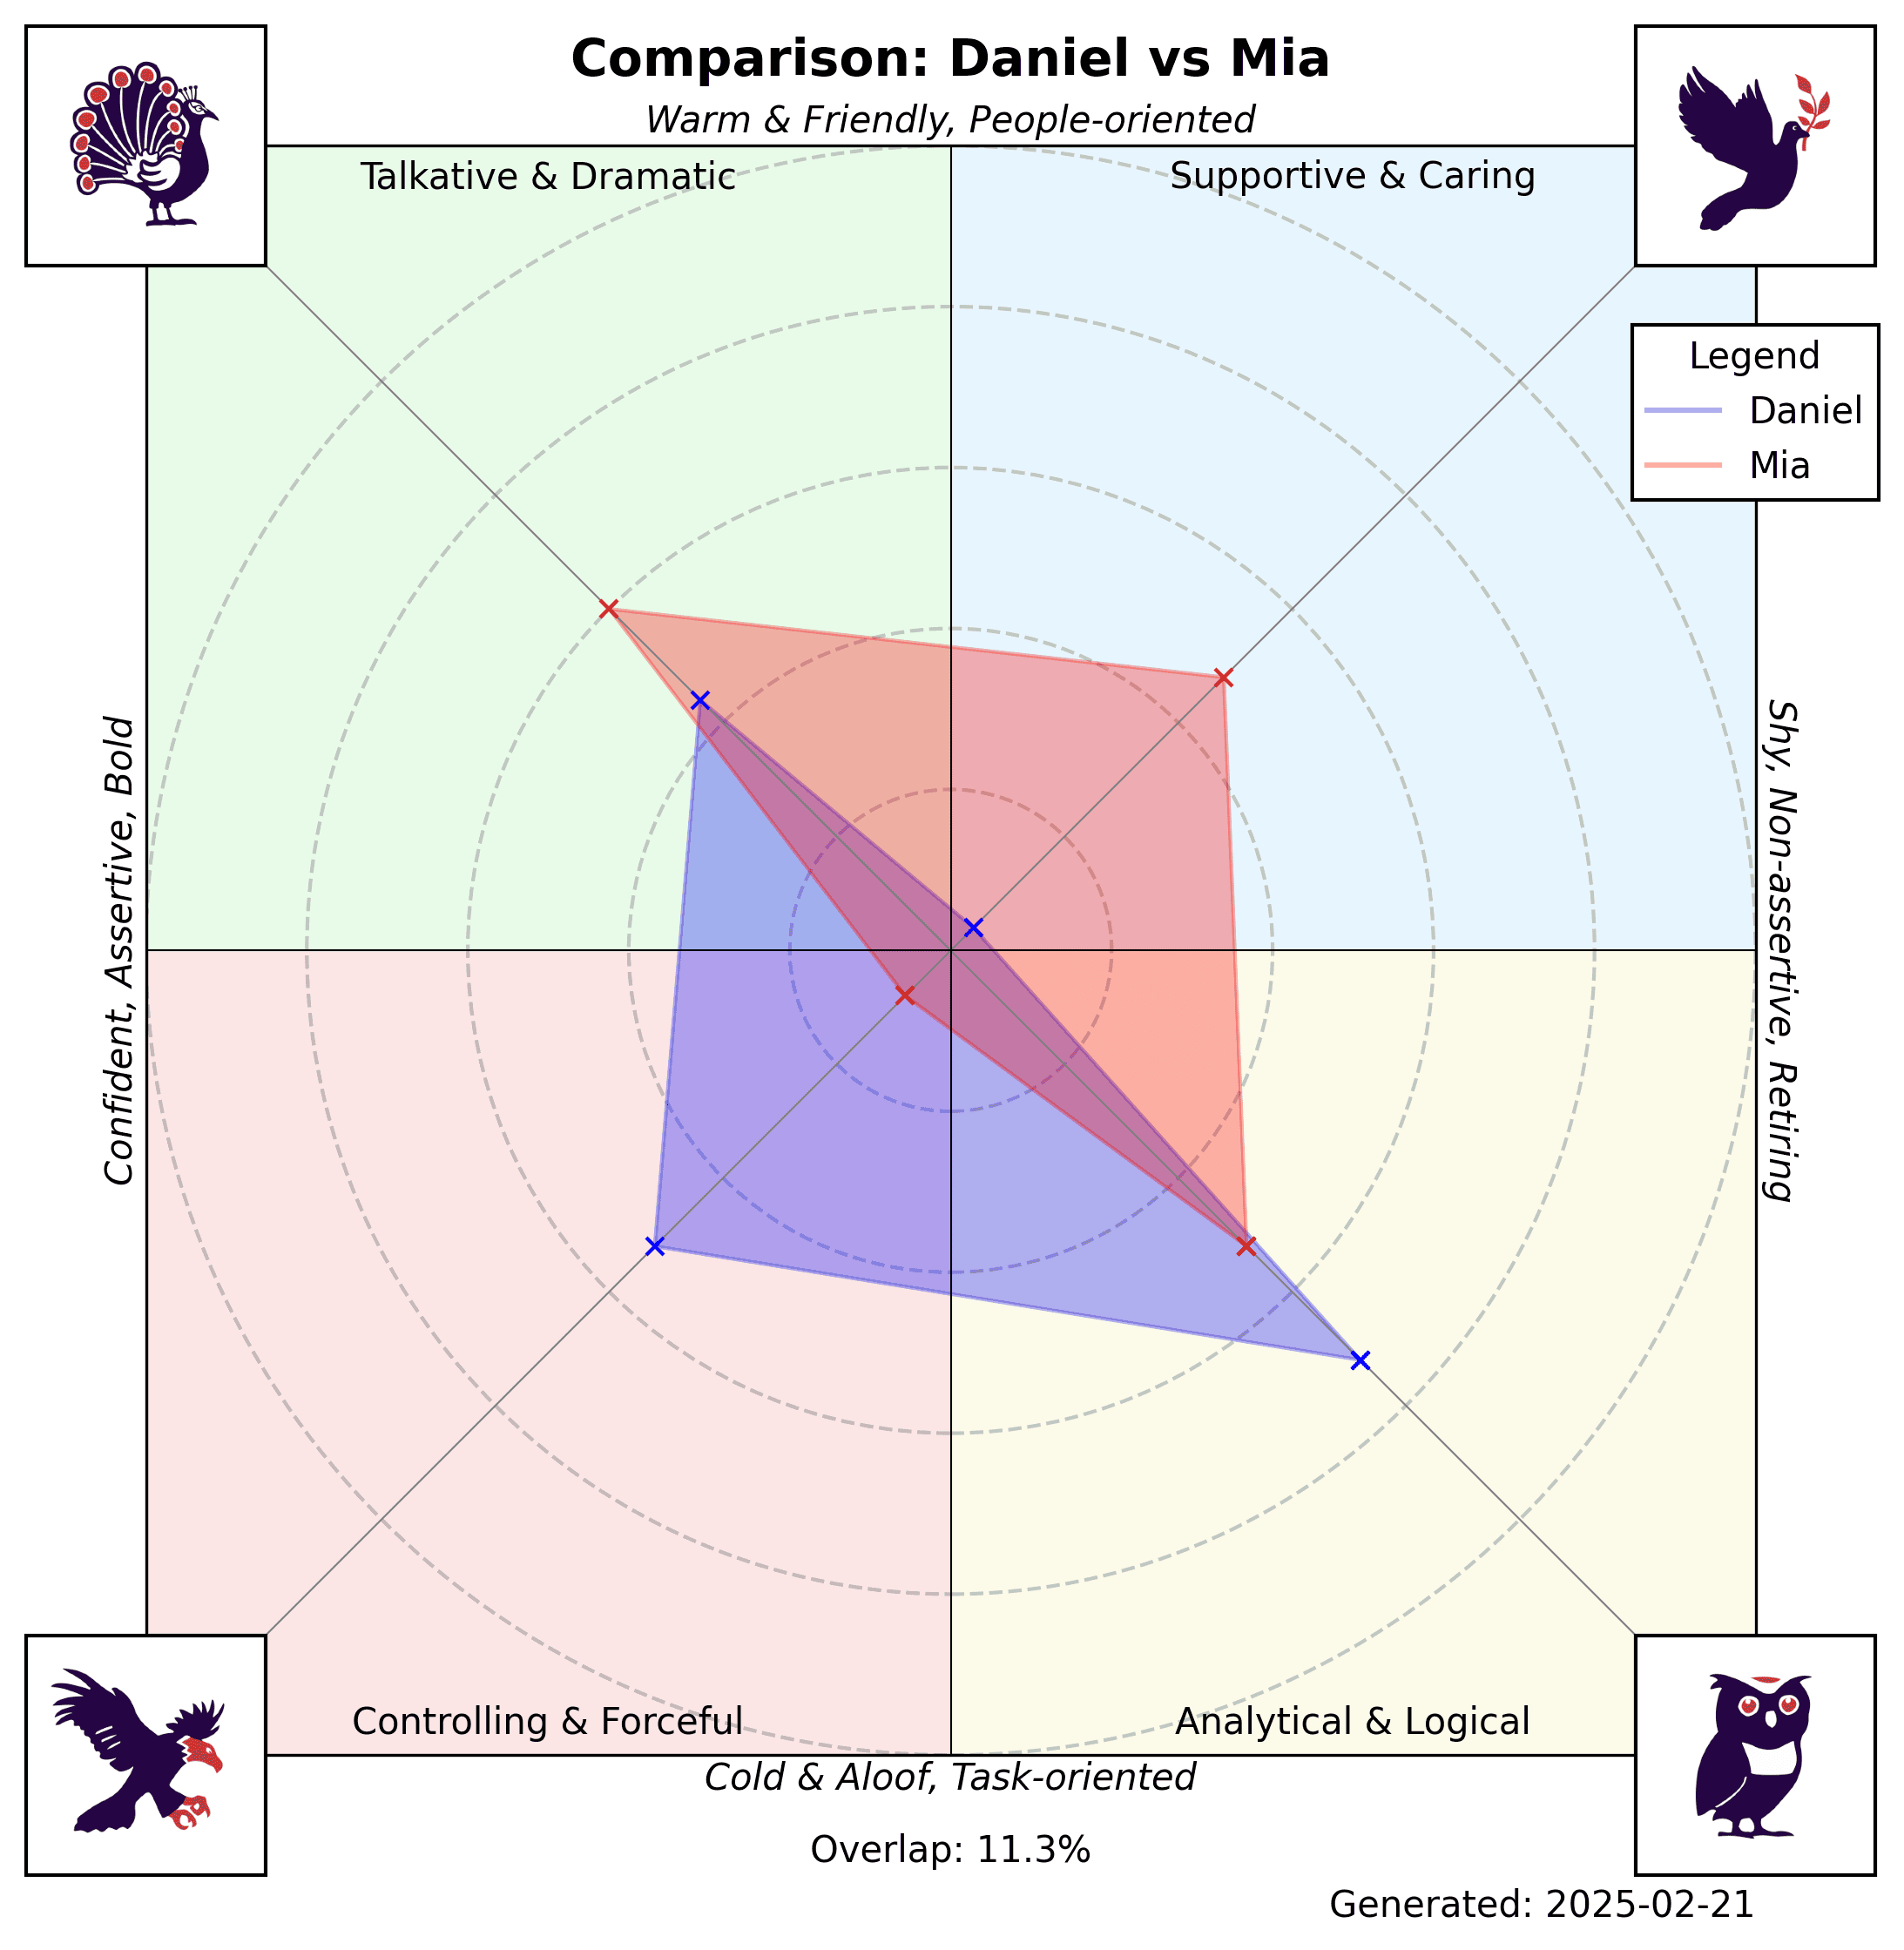 Comparison: Daniel vs Mia
Warm & Friendly, People-oriented
Talkative & Dramatic
Supportive & Caring
Legend
Daniel
Mia
Confident, Assertive, Bold
Shy, Non-assertive, Retiring
Controlling & Forceful
Analytical & Logical
Cold & Aloof, Task-oriented
Overlap: 11.3%
Generated: 2025-02-21